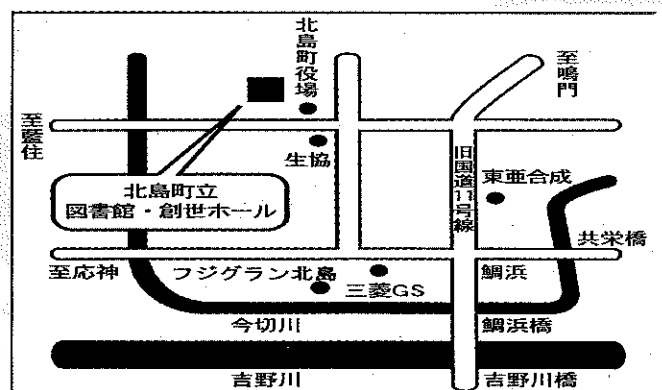 北島町役場
至鳴門
至藍住
生協
旧国道11号線
東亜合成
北島町立
図書館・創世ホール
共栄橋
至応神
フジグラン北島
三菱GS
鯛浜
今切川
鯛浜橋
吉野川
吉野川橋